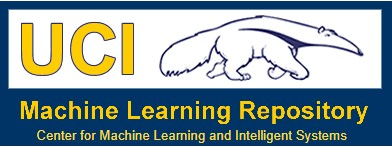 UCI
Machine Learning Repository
Center for Machine Learning and Intelligent Systems